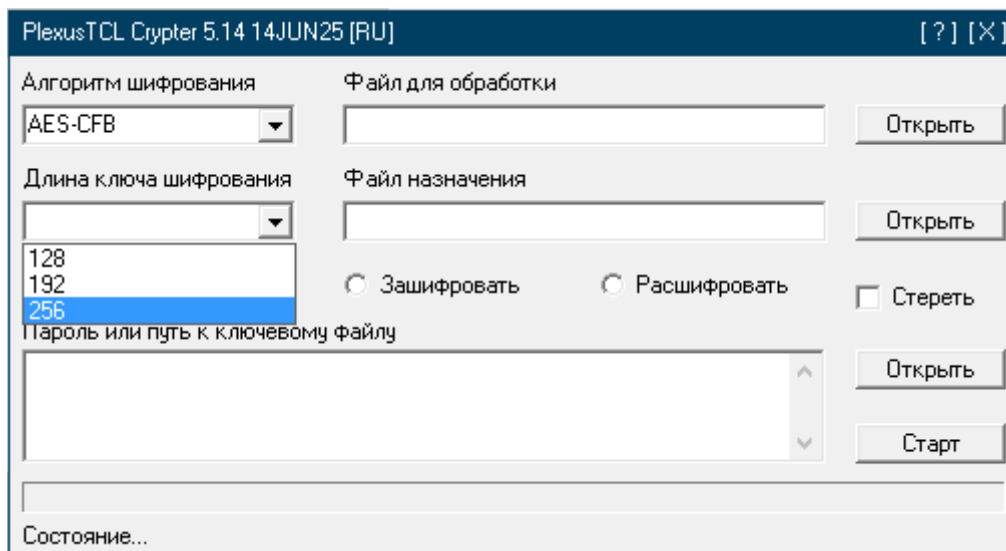 PlexusTCL Crypter 5.14 14JUN25 [RU] [ ? ] [ X ]
Алгоритм шифрования Файл для обработки
AES-CFB Открыть
Длина ключа шифрования Файл назначения
Открыть
128
192 Зашифровать Расшифровать Стереть
256
Пароль или путь к ключевому файлу
Открыть
Старт
Состояние...